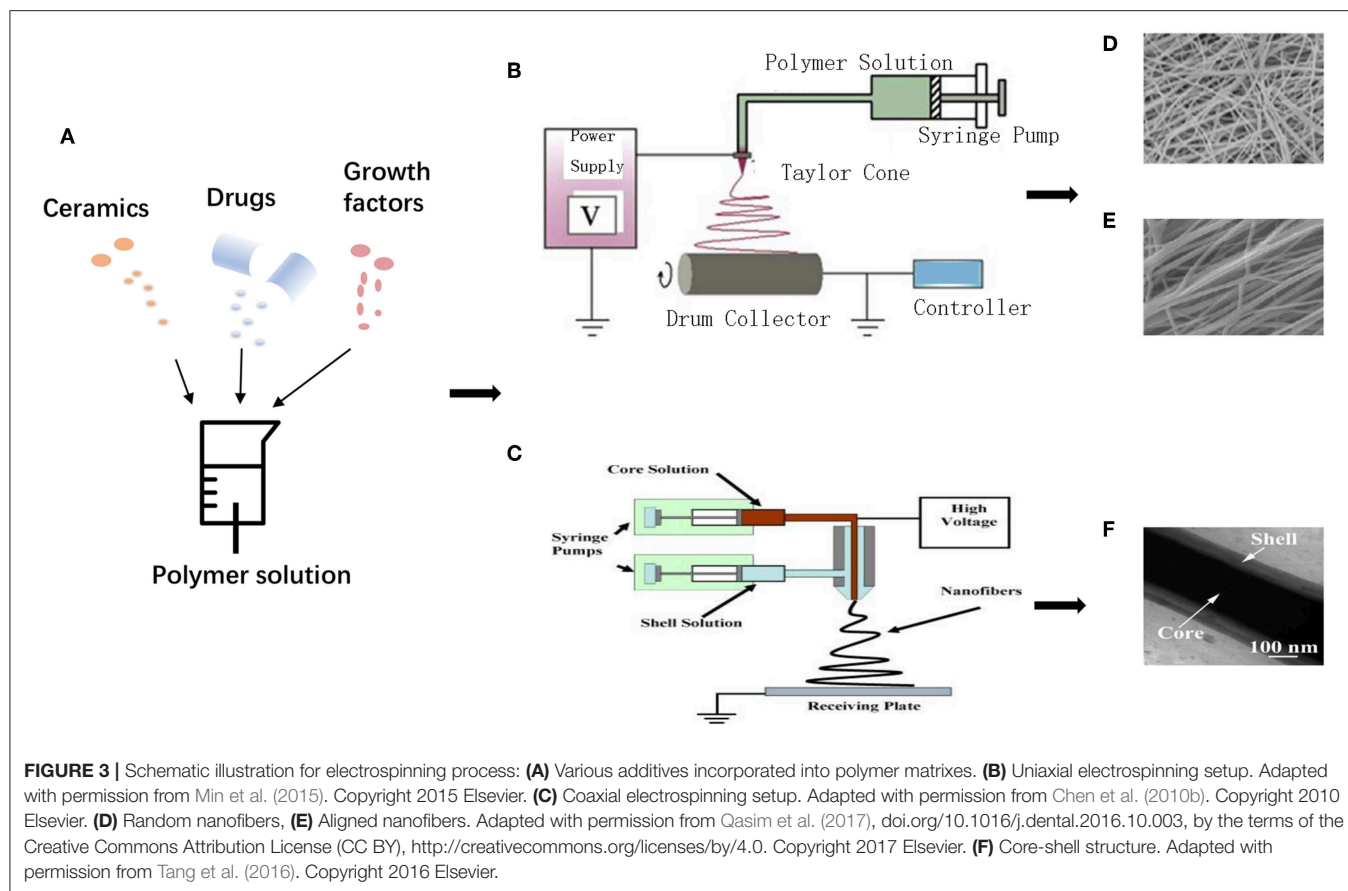 A
Ceramics
Drugs
Growth
factors
Polymer solution
B
Polymer Solution
Syringe Pump
Power
Supply
V
Taylor Cone
Drum Collector
Controller
C
Core Solution
High
Voltage
Syringe
Pumps
Shell Solution
Nanofibers
Receiving Plate
D
E
F
Shell
Core
100 nm
FIGURE 3 | Schematic illustration for electrospinning process: (A) Various additives incorporated into polymer matrixes. (B) Uniaxial electrospinning setup. Adapted
with permission from Min et al. (2015). Copyright 2015 Elsevier. (C) Coaxial electrospinning setup. Adapted with permission from Chen et al. (2010b). Copyright 2010
Elsevier. (D) Random nanofibers, (E) Aligned nanofibers. Adapted with permission from Qasim et al. (2017), doi.org/10.1016/j.dental.2016.10.003, by the terms of the
Creative Commons Attribution License (CC BY), http://creativecommons.org/licenses/by/4.0. Copyright 2017 Elsevier. (F) Core-shell structure. Adapted with
permission from Tang et al. (2016). Copyright 2016 Elsevier.